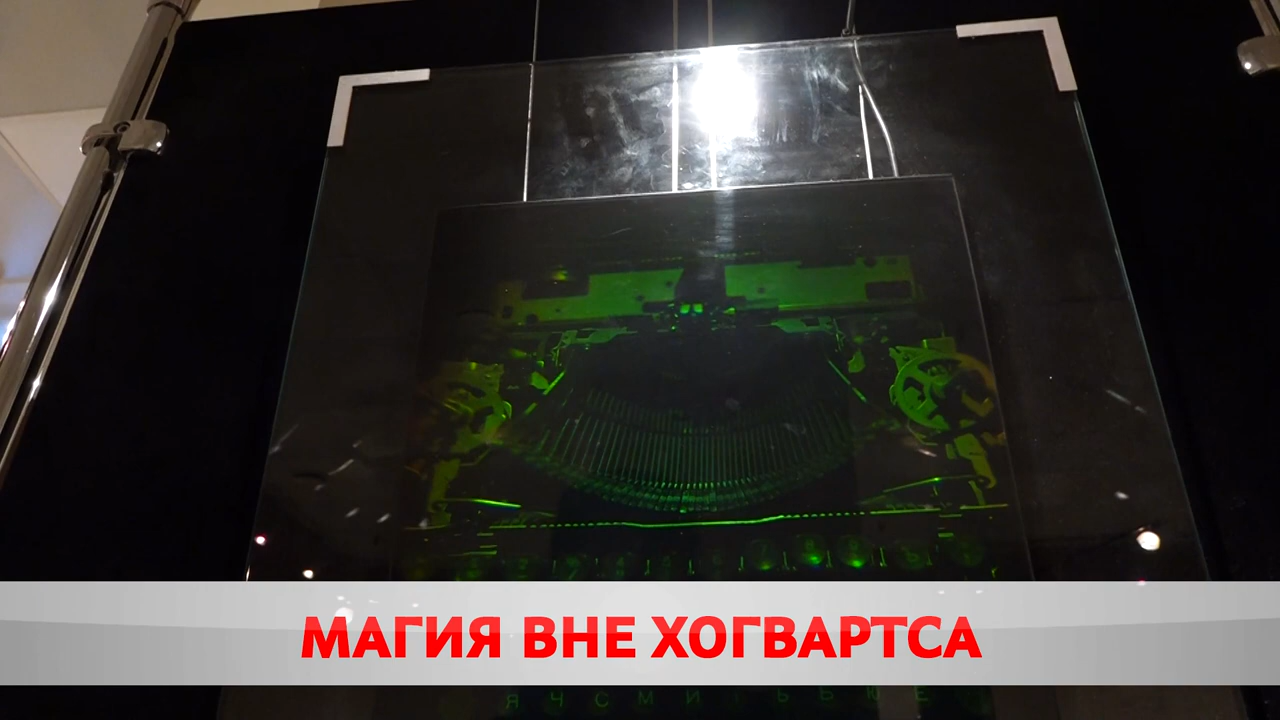 МАГИЯ ВНЕ ХОГВАРТСА
Я Ч С М И Т Ь Б Ю Е